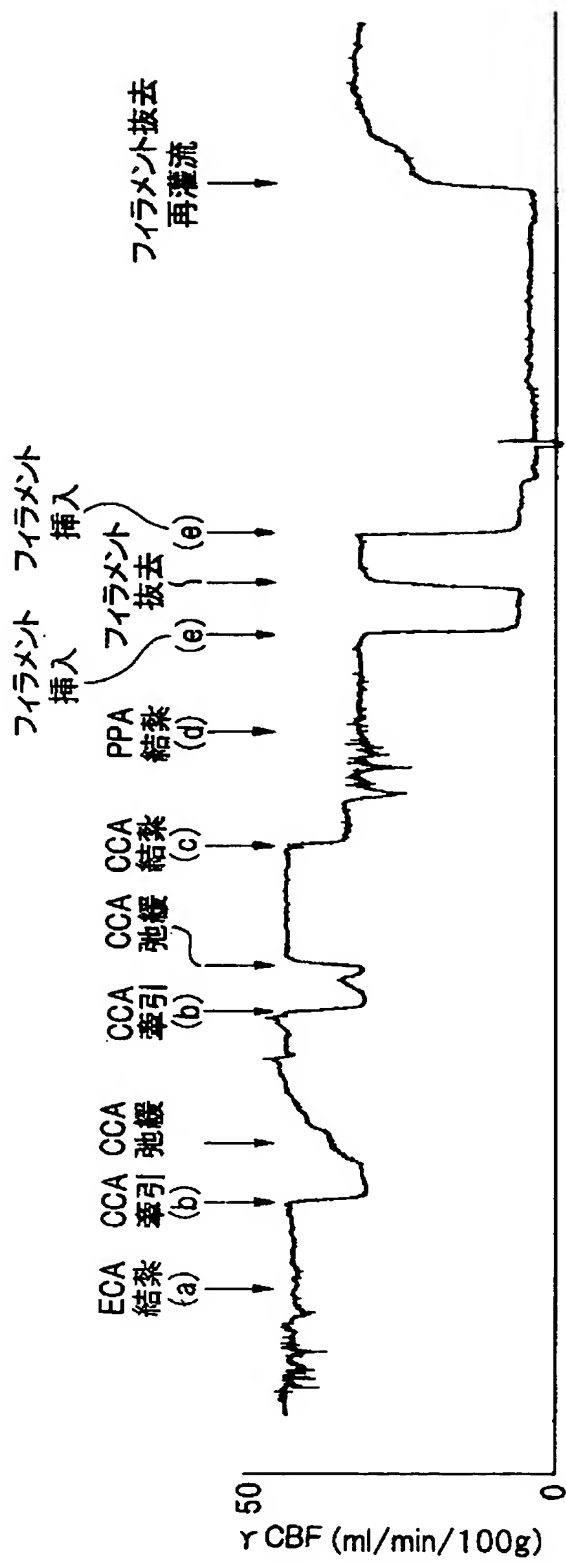 ECA
結紮
(a)
CCA
牽引
(b)
CCA
弛緩
CCA
牽引
(b)
CCA
弛緩
CCA
結紮
(c)
PPA
結紮
(d)
フィラメント
挿入
(e)
フィラメント
抜去
フィラメント
挿入
(e)
フィラメント抜去
再灌流
50
0
γCBF (ml/min/100g)